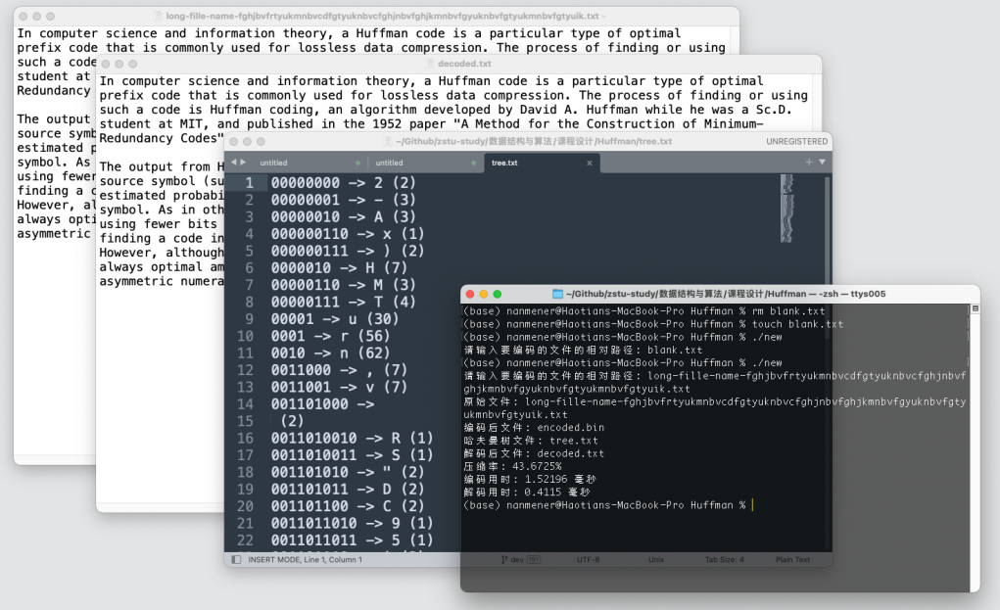 long-fille-name-fghjbvfrtyukmnbvcdfgtyuknbvcfghjnbvfghjkmnbvfgyuknbvfgtyukmnbvfgtyuik.txt ~
In computer science and information theory, a Huffman code is a particular type of optimal
prefix code that is commonly used for lossless data compression. The process of finding or using
such a code
student at
Redundancy
The output
source symb
estimated p
symbol. As
using fewer
finding a c
However, al
always opti
asymmetric
decoded.txt
In computer science and information theory, a Huffman code is a particular type of optimal
prefix code that is commonly used for lossless data compression. The process of finding or using
such a code is Huffman coding, an algorithm developed by David A. Huffman while he was a Sc.D.
student at MIT, and published in the 1952 paper "A Method for the Construction of Minimum-
Redundancy Codes"
The output from H
source symbol (su
estimated probabi
symbol. As in oth
using fewer bits
finding a code in
However, although
always optimal am
asymmetric numera
~/Github/zstu-study/数据结构与算法/课程设计/Huffman/tree.txt
UNREGISTERED
untitled
untitled
tree.txt
1 00000000 -> 2 (2)
2 00000001 -> - (3)
3 00000010 -> A (3)
4 000000110 -> x (1)
5 000000111 -> ) (2)
6 0000010 -> H (7)
7 00000110 -> M (3)
8 00000111 -> T (4)
9 00001 -> u (30)
10 0001 -> r (56)
11 0010 -> n (62)
12 0011000 -> , (7)
13 0011001 -> v (7)
14 001101000 ->
15 (2)
16 0011010010 -> R (1)
17 0011010011 -> S (1)
18 001101010 -> " (2)
19 001101011 -> D (2)
20 001101100 -> C (2)
21 0011011010 -> 9 (1)
22 0011011011 -> 5 (1)
INSERT MODE, Line 1, Column 1
dev 191
UTF-8
Unix
Tab Size: 4
Plain Text
~/Github/zstu-study/数据结构与算法/课程设计/Huffman — -zsh — ttys005
(base) nanmener@Haotians-MacBook-Pro Huffman % rm blank.txt
(base) nanmener@Haotians-MacBook-Pro Huffman % touch blank.txt
(base) nanmener@Haotians-MacBook-Pro Huffman % ./new
请输入要编码的文件的相对路径: blank.txt
(base) nanmener@Haotians-MacBook-Pro Huffman % ./new
请输入要编码的文件的相对路径: long-fille-name-fghjbvfrtyukmnbvcdfgtyuknbvcfghjnbvf
ghjkmnbvfgyuknbvfgtyukmnbvfgtyuik.txt
原始文件: long-fille-name-fghjbvfrtyukmnbvcdfgtyuknbvcfghjnbvfghjkmnbvfgyuknbvfgty
ukmnbvfgtyuik.txt
编码后文件: encoded.bin
哈夫曼树文件: tree.txt
解码后文件: decoded.txt
压缩率: 43.6725%
编码用时: 1.52196 毫秒
解码用时: 0.4115 毫秒
(base) nanmener@Haotians-MacBook-Pro Huffman %